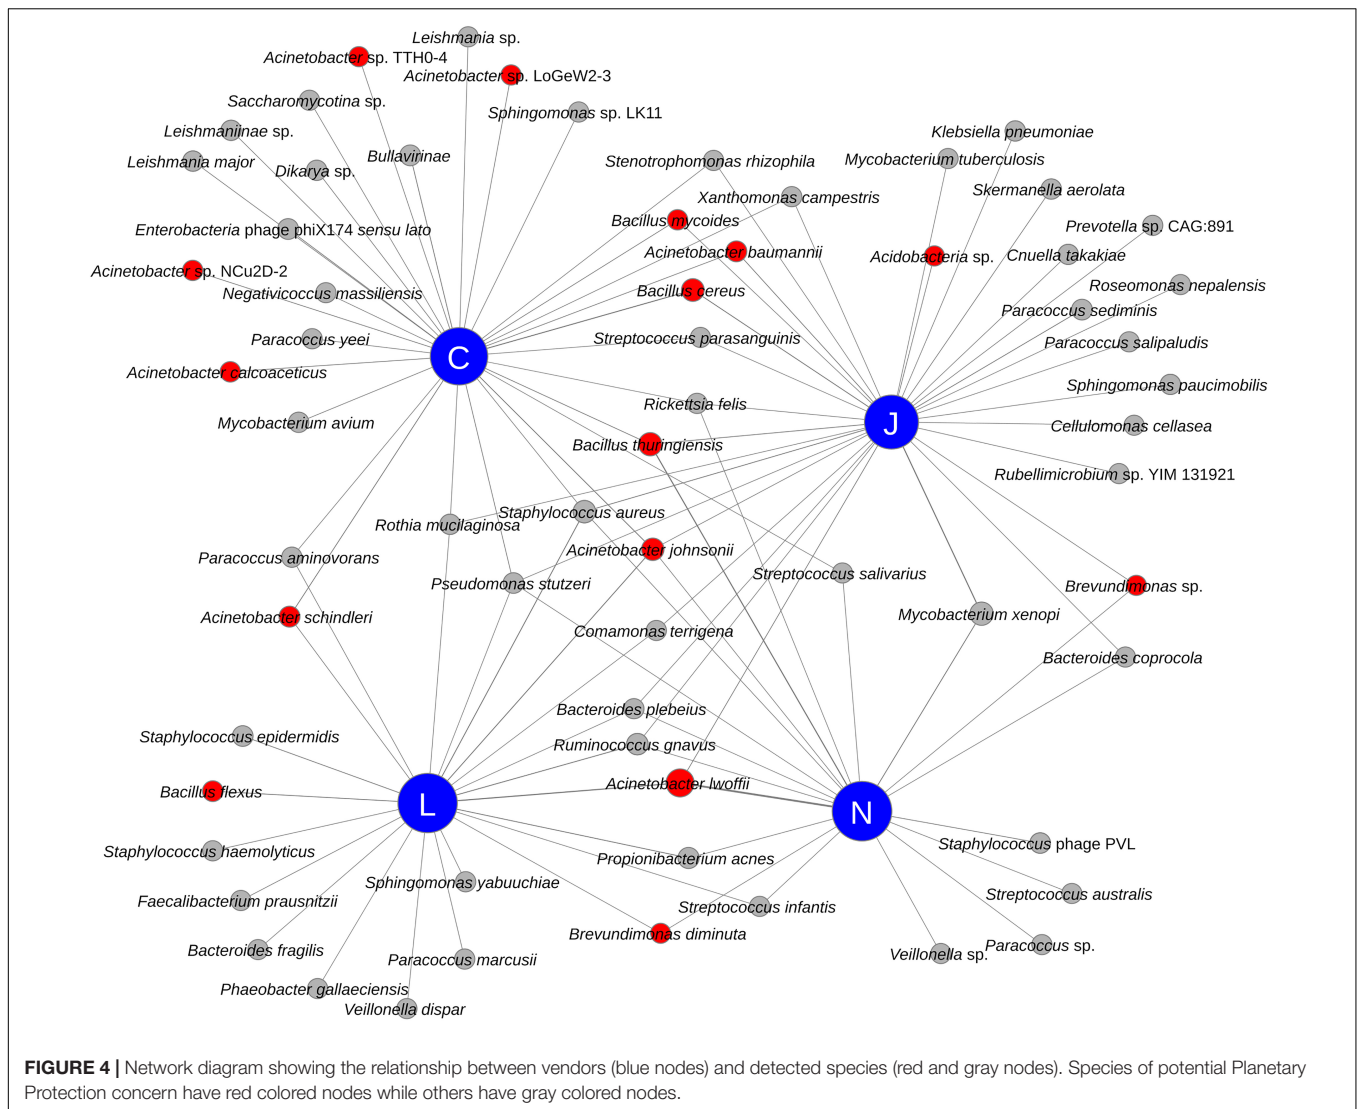 Leishmania sp.
Acinetobacter sp. TTH0-4
Acinetobacter sp. LoGeW2-3
Saccharomycotina sp.
Sphingomonas sp. LK11
Leishmaniinae sp.
Klebsiella pneumoniae
Leishmania major
Dikarya sp.
Bullavirinae
Stenotrophomonas rhizophila
Mycobacterium tuberculosis
Xanthomonas campestris
Skermanella aerolata
Enterobacteria phage phiX174 sensu lato
Bacillus mycoides
Prevotella sp. CAG:891
Acinetobacter baumannii
Acidobacteria sp.
Cnuella takakiae
Acinetobacter sp. NCu2D-2
Negativicoccus massiliensis
Bacillus cereus
Roseomonas nepalensis
Paracoccus sediminis
Paracoccus yeei
Streptococcus parasanguinis
Paracoccus salipaludis
C
Acinetobacter calcoaceticus
Sphingomonas paucimobilis
Rickettsia felis
Mycobacterium avium
J
Cellulomonas cellasea
Bacillus thuringiensis
Rubellimicrobium sp. YIM 131921
Staphylococcus aureus
Rothia mucilaginosa
Paracoccus aminovorans
Acinetobacter johnsonii
Pseudomonas stutzeri
Streptococcus salivarius
Brevundimonas sp.
Acinetobacter schindleri
Mycobacterium xenopi
Comamonas terrigena
Bacteroides coprocola
Bacteroides plebeius
Staphylococcus epidermidis
Ruminococcus gnavus
Bacillus flexus
Acinetobacter lwoffii
L
N
Staphylococcus haemolyticus
Propionibacterium acnes
Staphylococcus phage PVL
Sphingomonas yabuuchiae
Streptococcus australis
Faecalibacterium prausnitzii
Streptococcus infantis
Brevundimonas diminuta
Bacteroides fragilis
Paracoccus marcusii
Veillonella sp.
Paracoccus sp.
Phaeobacter gallaeciensis
Veillonella dispar
FIGURE 4 | Network diagram showing the relationship between vendors (blue nodes) and detected species (red and gray nodes). Species of potential Planetary
Protection concern have red colored nodes while others have gray colored nodes.